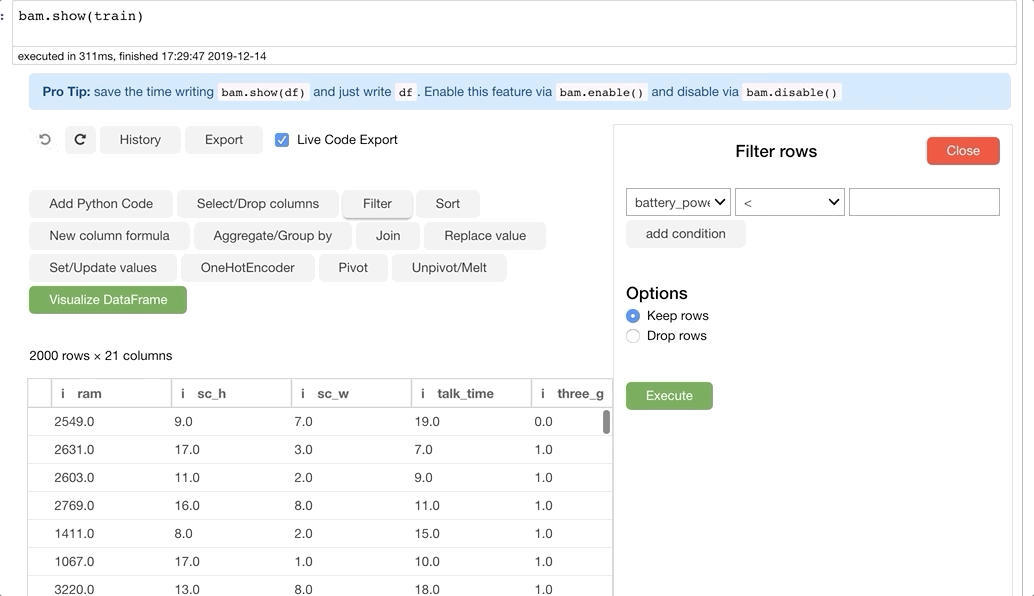 : bam.show(train)
executed in 311ms, finished 17:29:47 2019-12-14
Pro Tip: save the time writing bam.show(df) and just write df . Enable this feature via bam.enable() and disable via bam.disable()
History Export Live Code Export
Add Python Code Select/Drop columns Filter Sort
New column formula Aggregate/Group by Join Replace value
Set/Update values OneHotEncoder Pivot Unpivot/Melt
Visualize DataFrame
2000 rows × 21 columns
i ram i sc_h i sc_w i talk_time i three_g
2549.0 9.0 7.0 19.0 0.0
2631.0 17.0 3.0 7.0 1.0
2603.0 11.0 2.0 9.0 1.0
2769.0 16.0 8.0 11.0 1.0
1411.0 8.0 2.0 15.0 1.0
1067.0 17.0 1.0 10.0 1.0
3220.0 13.0 8.0 18.0 1.0
Filter rows Close
battery_powe <
add condition
Options
Keep rows
Drop rows
Execute